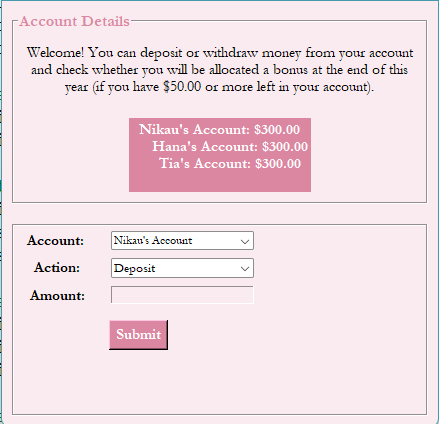 Account Details
Welcome! You can deposit or withdraw money from your account
and check whether you will be allocated a bonus at the end of this
year (if you have $50.00 or more left in your account).
Nikau's Account: $300.00
Hana's Account: $300.00
Tia's Account: $300.00
Account: Nikau's Account
Action: Deposit
Amount:
Submit